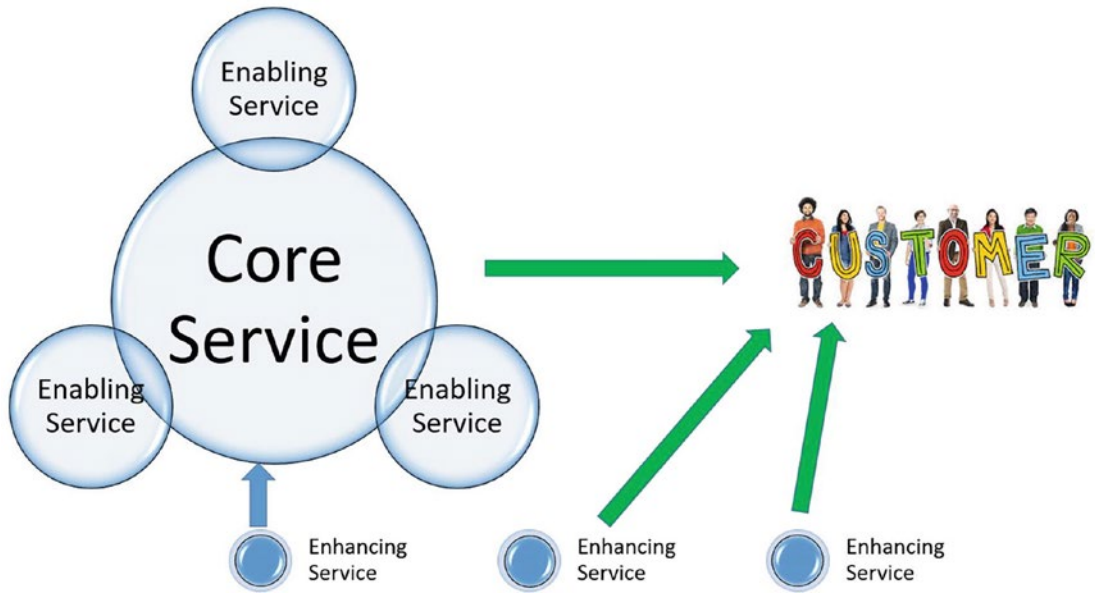 Enabling
Service
Core
Service
CUSTOMER
Enabling
Service
Enabling
Service
Enhancing
Service
Enhancing
Service
Enhancing
Service